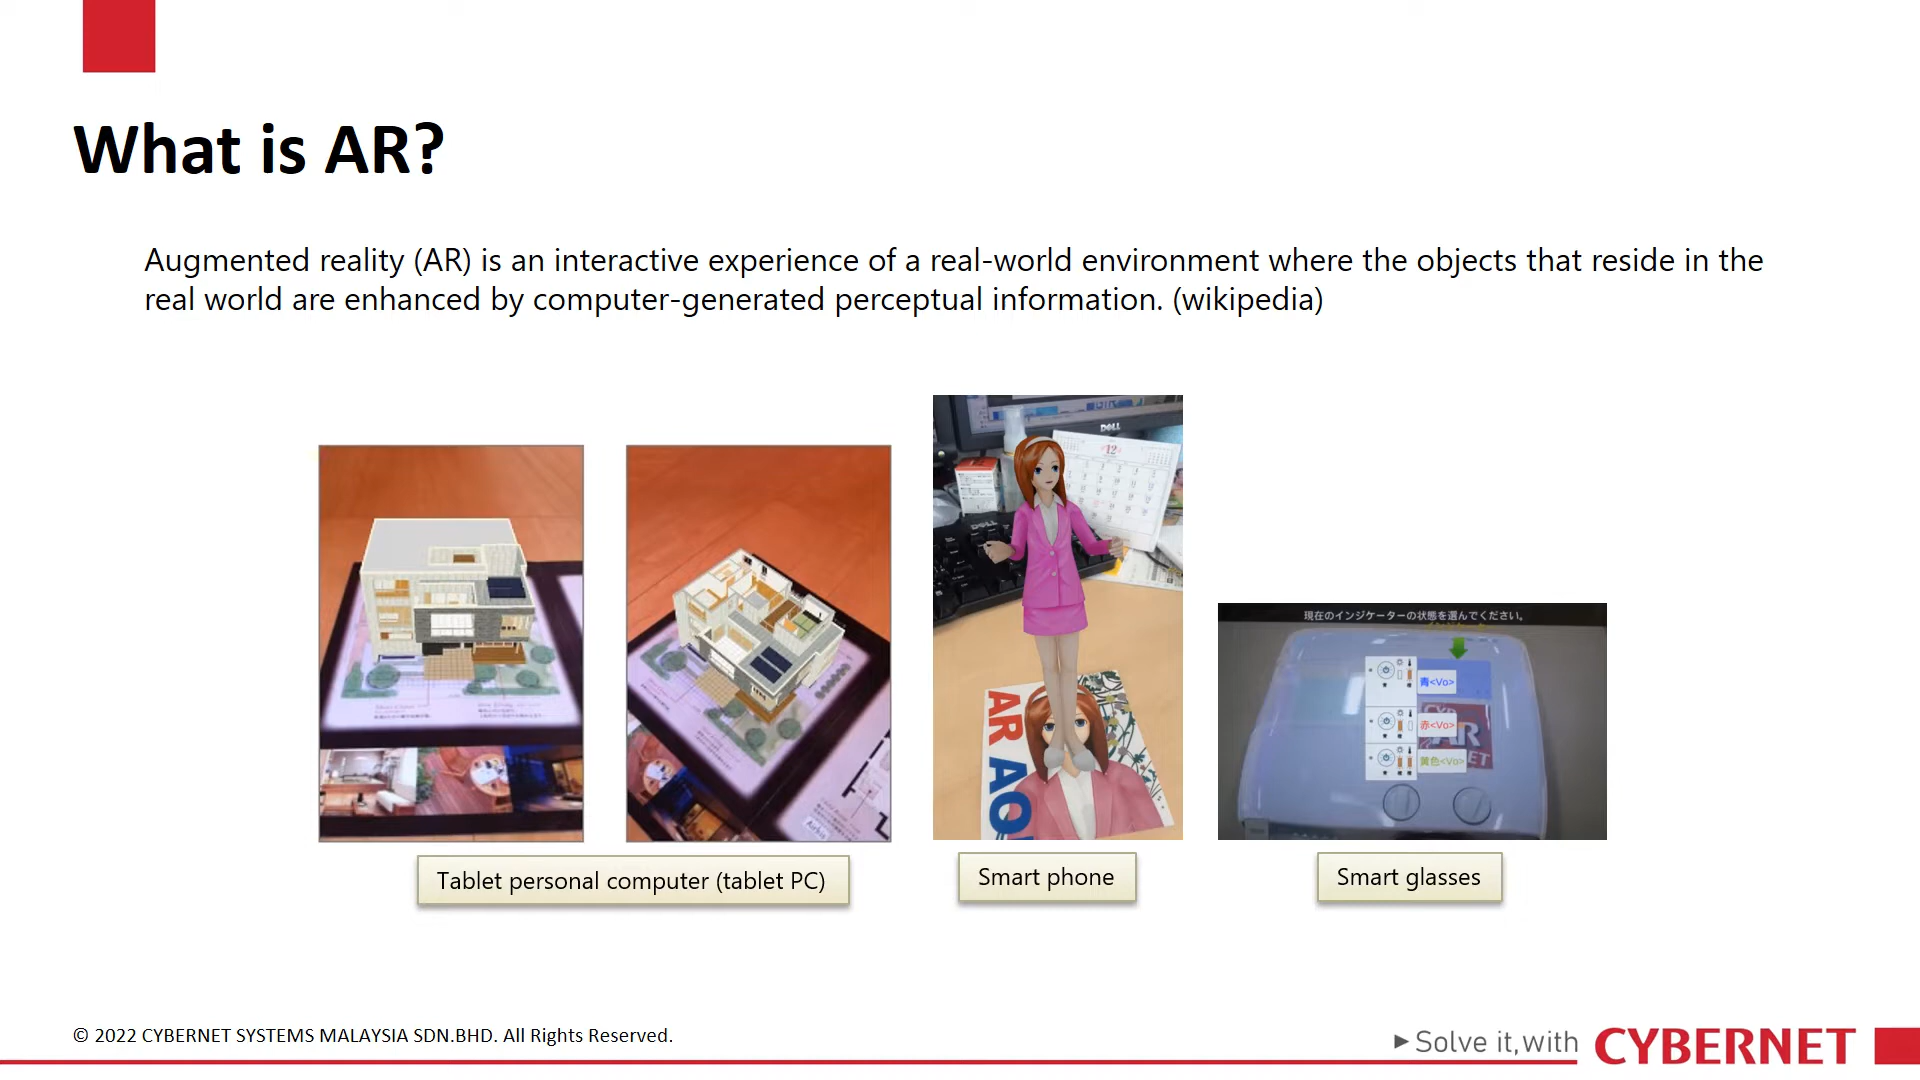 What is AR?
Augmented reality (AR) is an interactive experience of a real-world environment where the objects that reside in the
real world are enhanced by computer-generated perceptual information. (wikipedia)
DELL
12
DELL
AR
AO
現在のインジケーターの状態を選んでください。
青<Vo>
赤<Vo>
AR
黄色<Vo>
Tablet personal computer (tablet PC)
Smart phone
Smart glasses
© 2022 CYBERNET SYSTEMS MALAYSIA SDN.BHD. All Rights Reserved.
Solve it, with CYBERNET